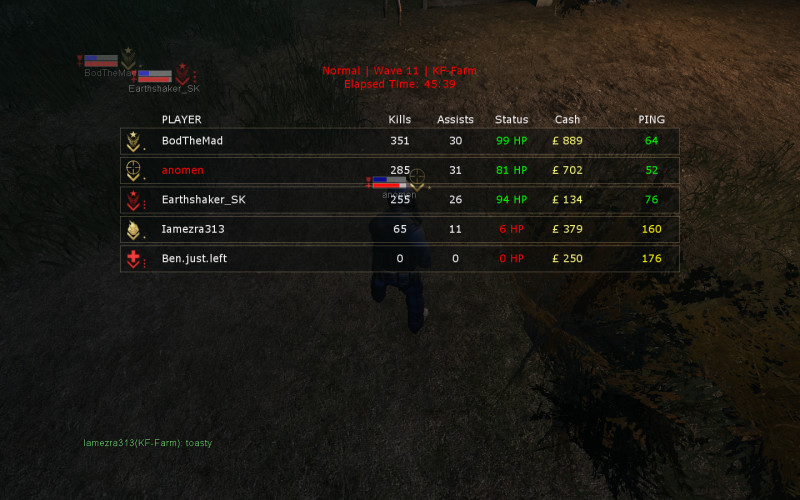 BodTheMad
Earthshaker_SK
Normal | Wave 11 | KF-Farm
Elapsed Time: 45:39
PLAYER Kills Assists Status Cash PING
BodTheMad 351 30 99 HP £ 889 64
anomen 285 31 81 HP £ 702 52
anomen
Earthshaker_SK 255 26 94 HP £ 134 76
Iamezra313 65 11 6 HP £ 379 160
Ben.just.left 0 0 0 HP £ 250 176
Iamezra313(KF-Farm): toasty